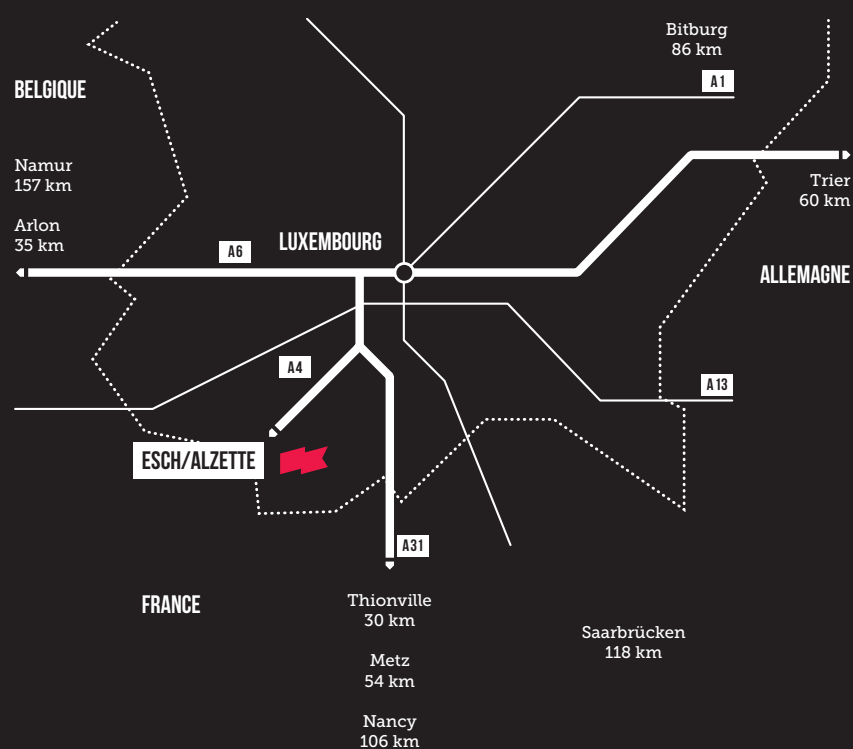 Bitburg
86 km
A1
BELGIQUE
Namur
157 km
Trier
60 km
Arlon
35 km
A6
LUXEMBOURG
ALLEMAGNE
A4
A13
ESCH/ALZETTE
A31
FRANCE
Thionville
30 km
Saarbrücken
118 km
Metz
54 km
Nancy
106 km